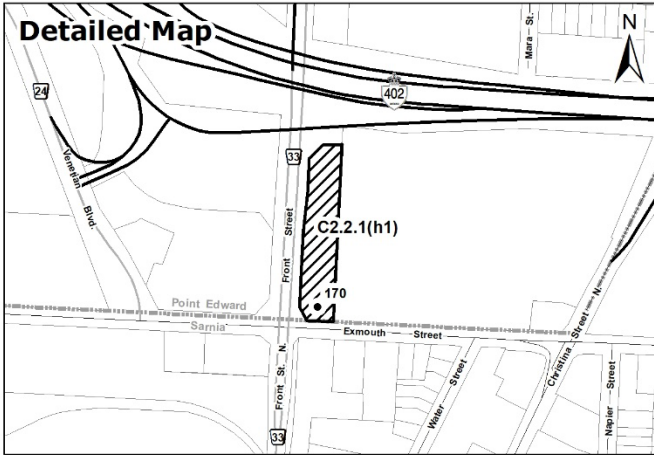 Detailed Map
N
Mara St.
24
402
33
Venetian Blvd.
Front Street
C2.2.1(h1)
170
Point Edward
Sarnia
Exmouth Street
Front St. N.
Christina Street N.
Water Street
Napier Street
33